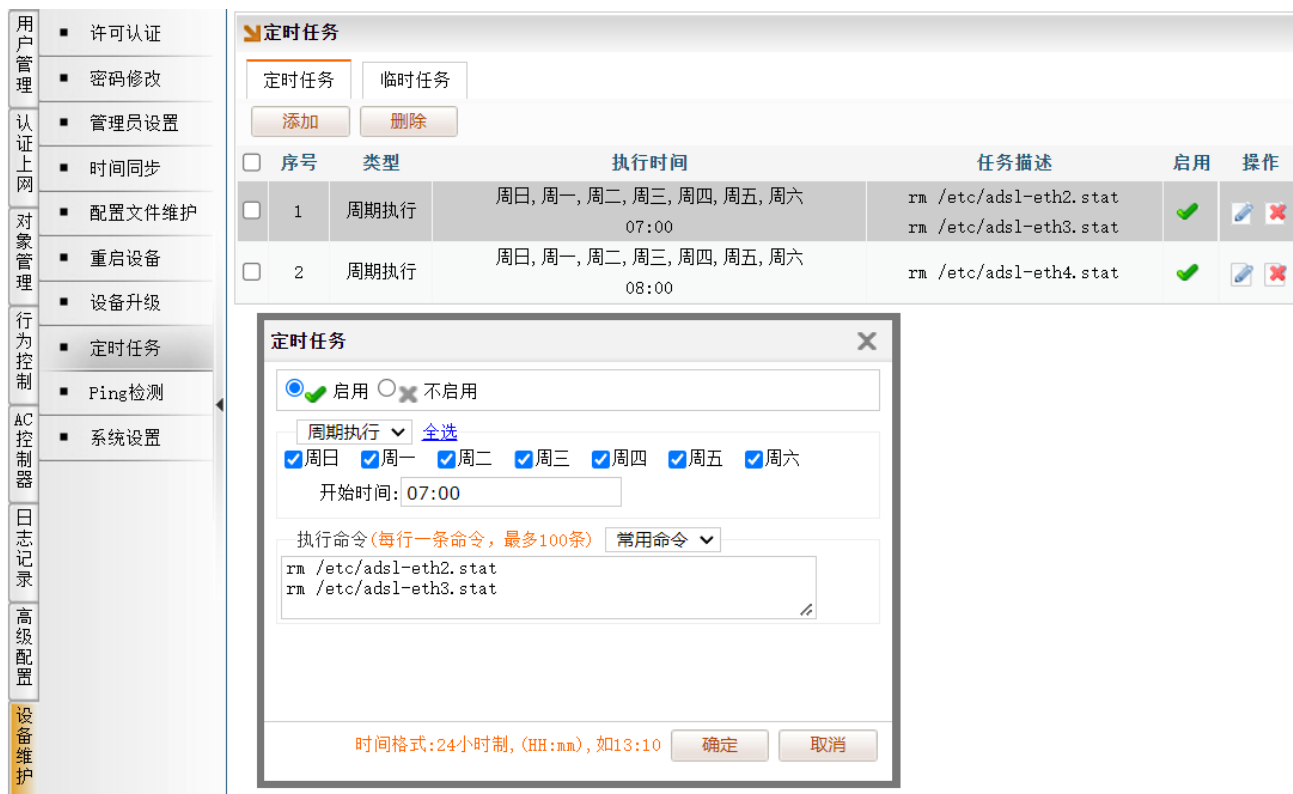 用户管理
认证上网
对象管理
行为控制
AC控制器
日志记录
高级配置
设备维护
许可认证
密码修改
管理员设置
时间同步
配置文件维护
重启设备
设备升级
定时任务
Ping检测
系统设置
定时任务
定时任务 临时任务
添加 删除
序号 类型 执行时间 任务描述 启用 操作
1 周期执行 周日,周一,周二,周三,周四,周五,周六 rm /etc/adsl-eth2.stat
07:00 rm /etc/adsl-eth3.stat
2 周期执行 周日,周一,周二,周三,周四,周五,周六 rm /etc/adsl-eth4.stat
08:00
定时任务
启用 不启用
周期执行 全选
周日 周一 周二 周三 周四 周五 周六
开始时间: 07:00
执行命令(每行一条命令，最多100条) 常用命令
rm /etc/adsl-eth2.stat
rm /etc/adsl-eth3.stat
时间格式:24小时制,(HH:mm),如13:10 确定 取消